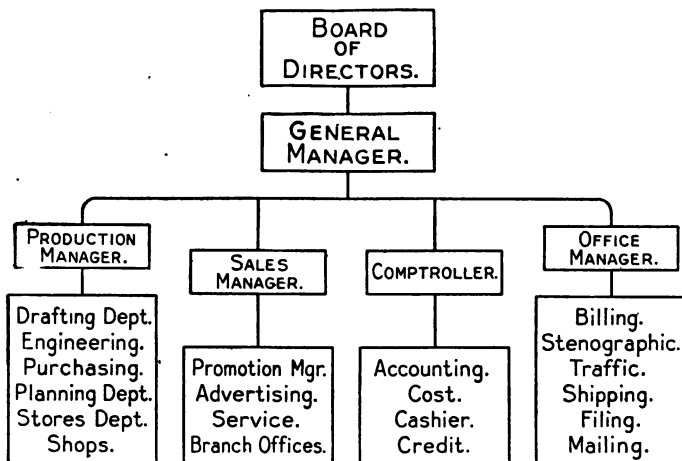 BOARD
OF
DIRECTORS.
GENERAL
MANAGER.
PRODUCTION
MANAGER.
SALES
MANAGER.
COMPTROLLER.
OFFICE
MANAGER.
Drafting Dept.
Engineering.
Purchasing.
Planning Dept.
Stores Dept.
Shops.
Promotion Mgr.
Advertising.
Service.
Branch Offices.
Accounting.
Cost.
Cashier.
Credit.
Billing.
Stenographic.
Traffic.
Shipping.
Filing.
Mailing.